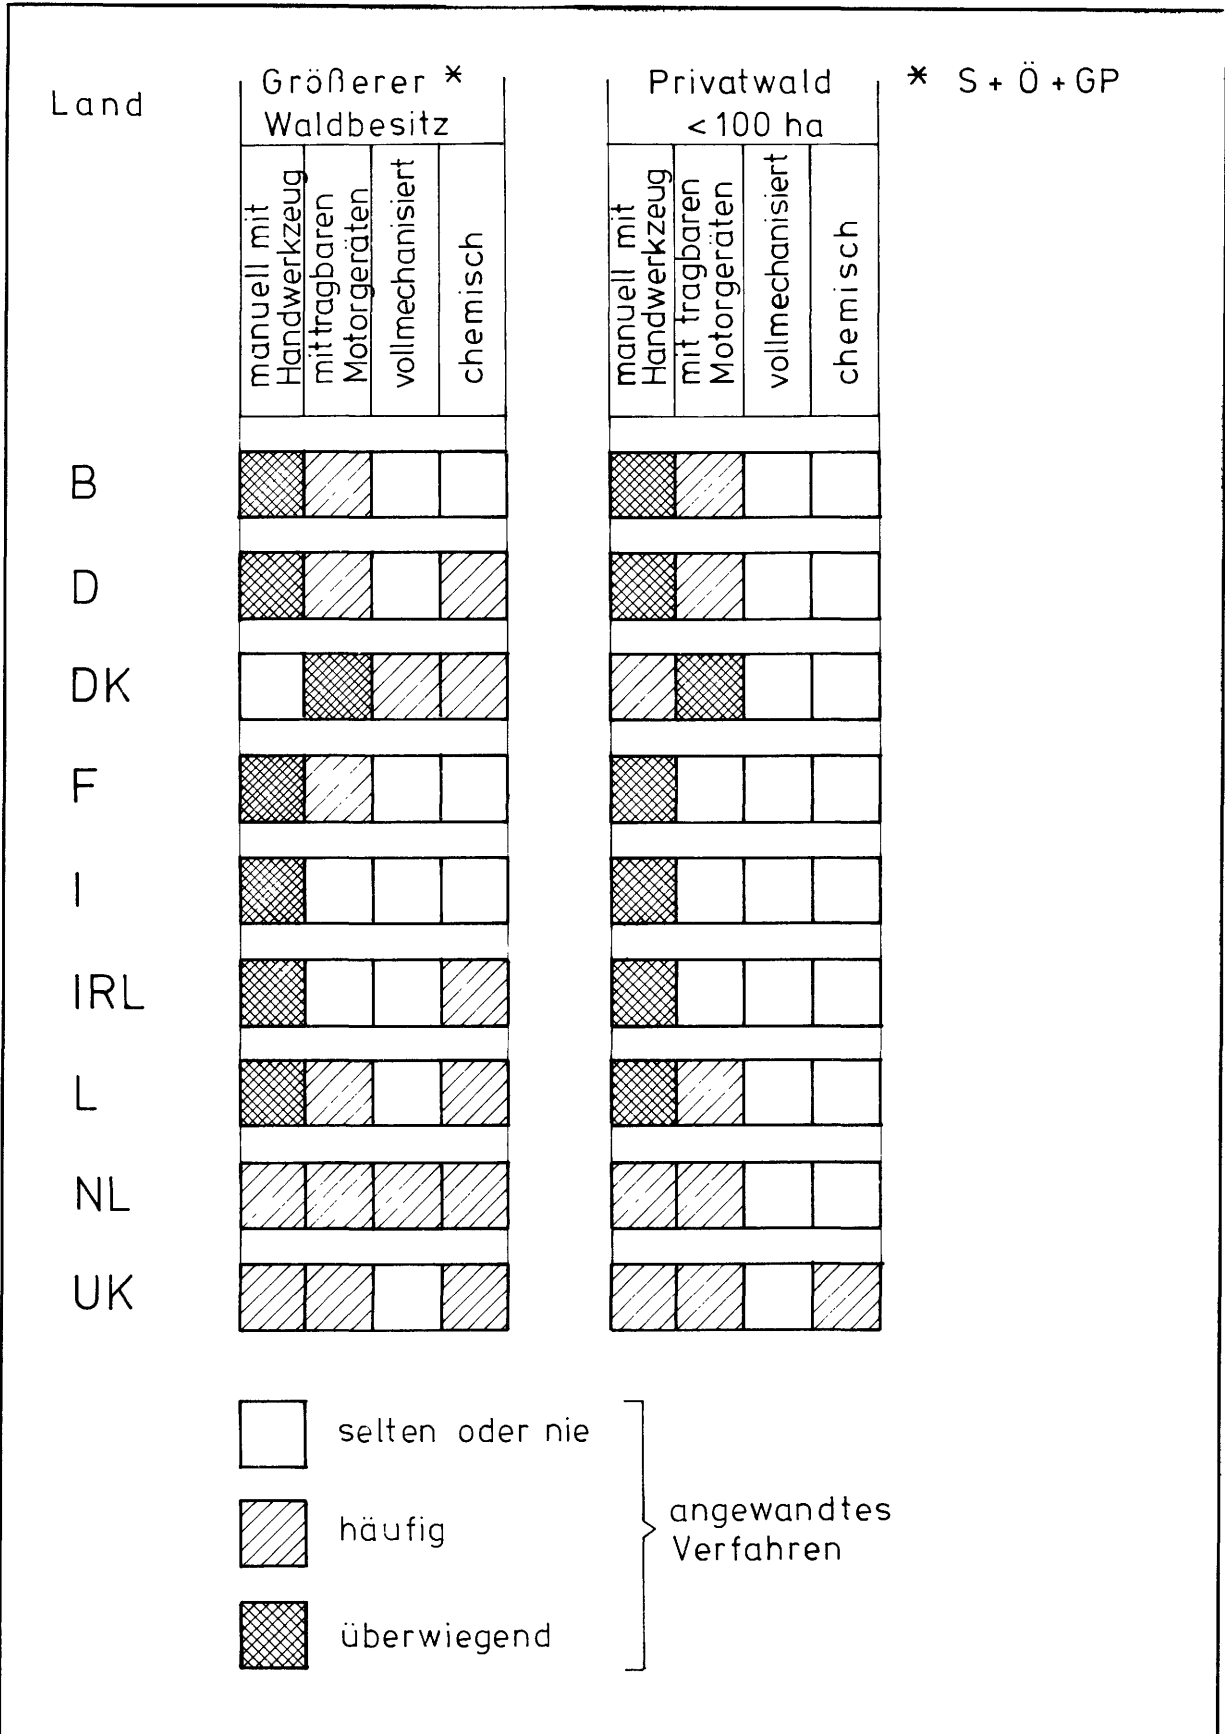 Land
Größerer *
Waldbesitz
manuell mit
Handwerkzeug
mit tragbaren
Motorgeräten
vollmechanisiert
chemisch
Privatwald
< 100 ha
manuell mit
Handwerkzeug
mit tragbaren
Motorgeräten
vollmechanisiert
chemisch
* S + Ö + GP
B
D
DK
F
I
IRL
L
NL
UK
selten oder nie
häufig
überwiegend
angewandtes
Verfahren